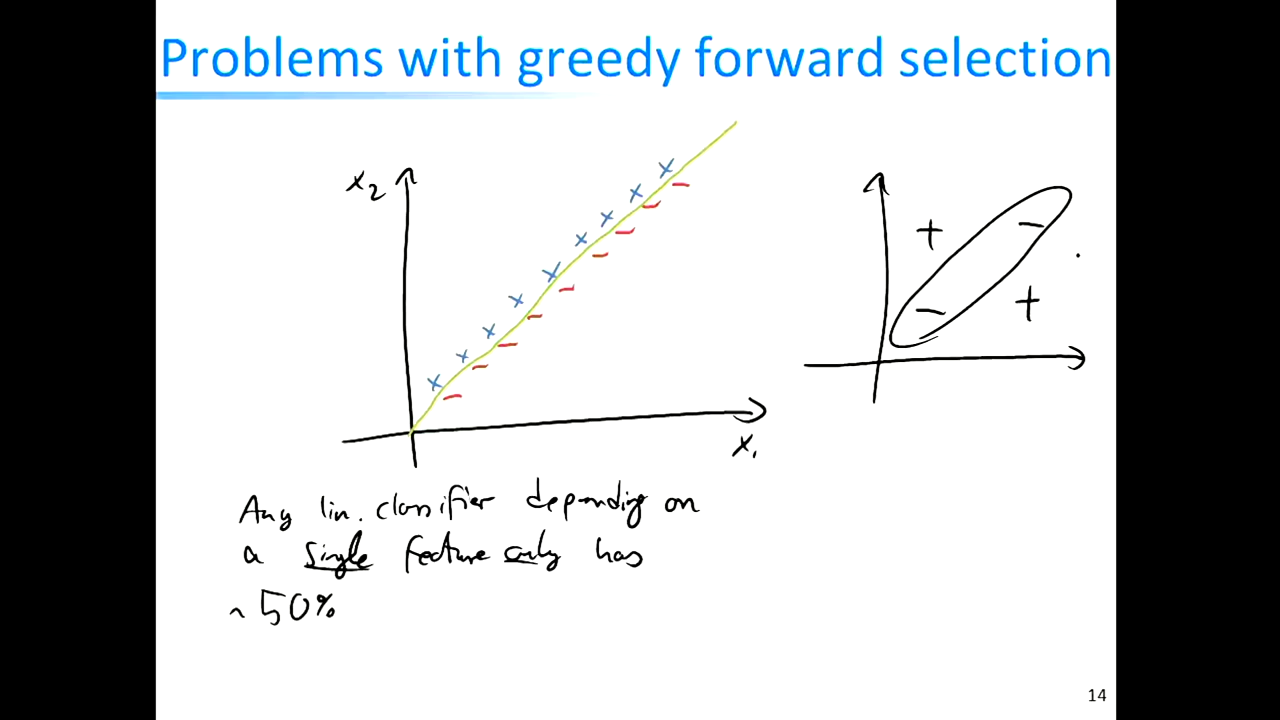 Problems with greedy forward selection
x2
x1
Any lin. classifier depending on
a single feature only has
~50%
14